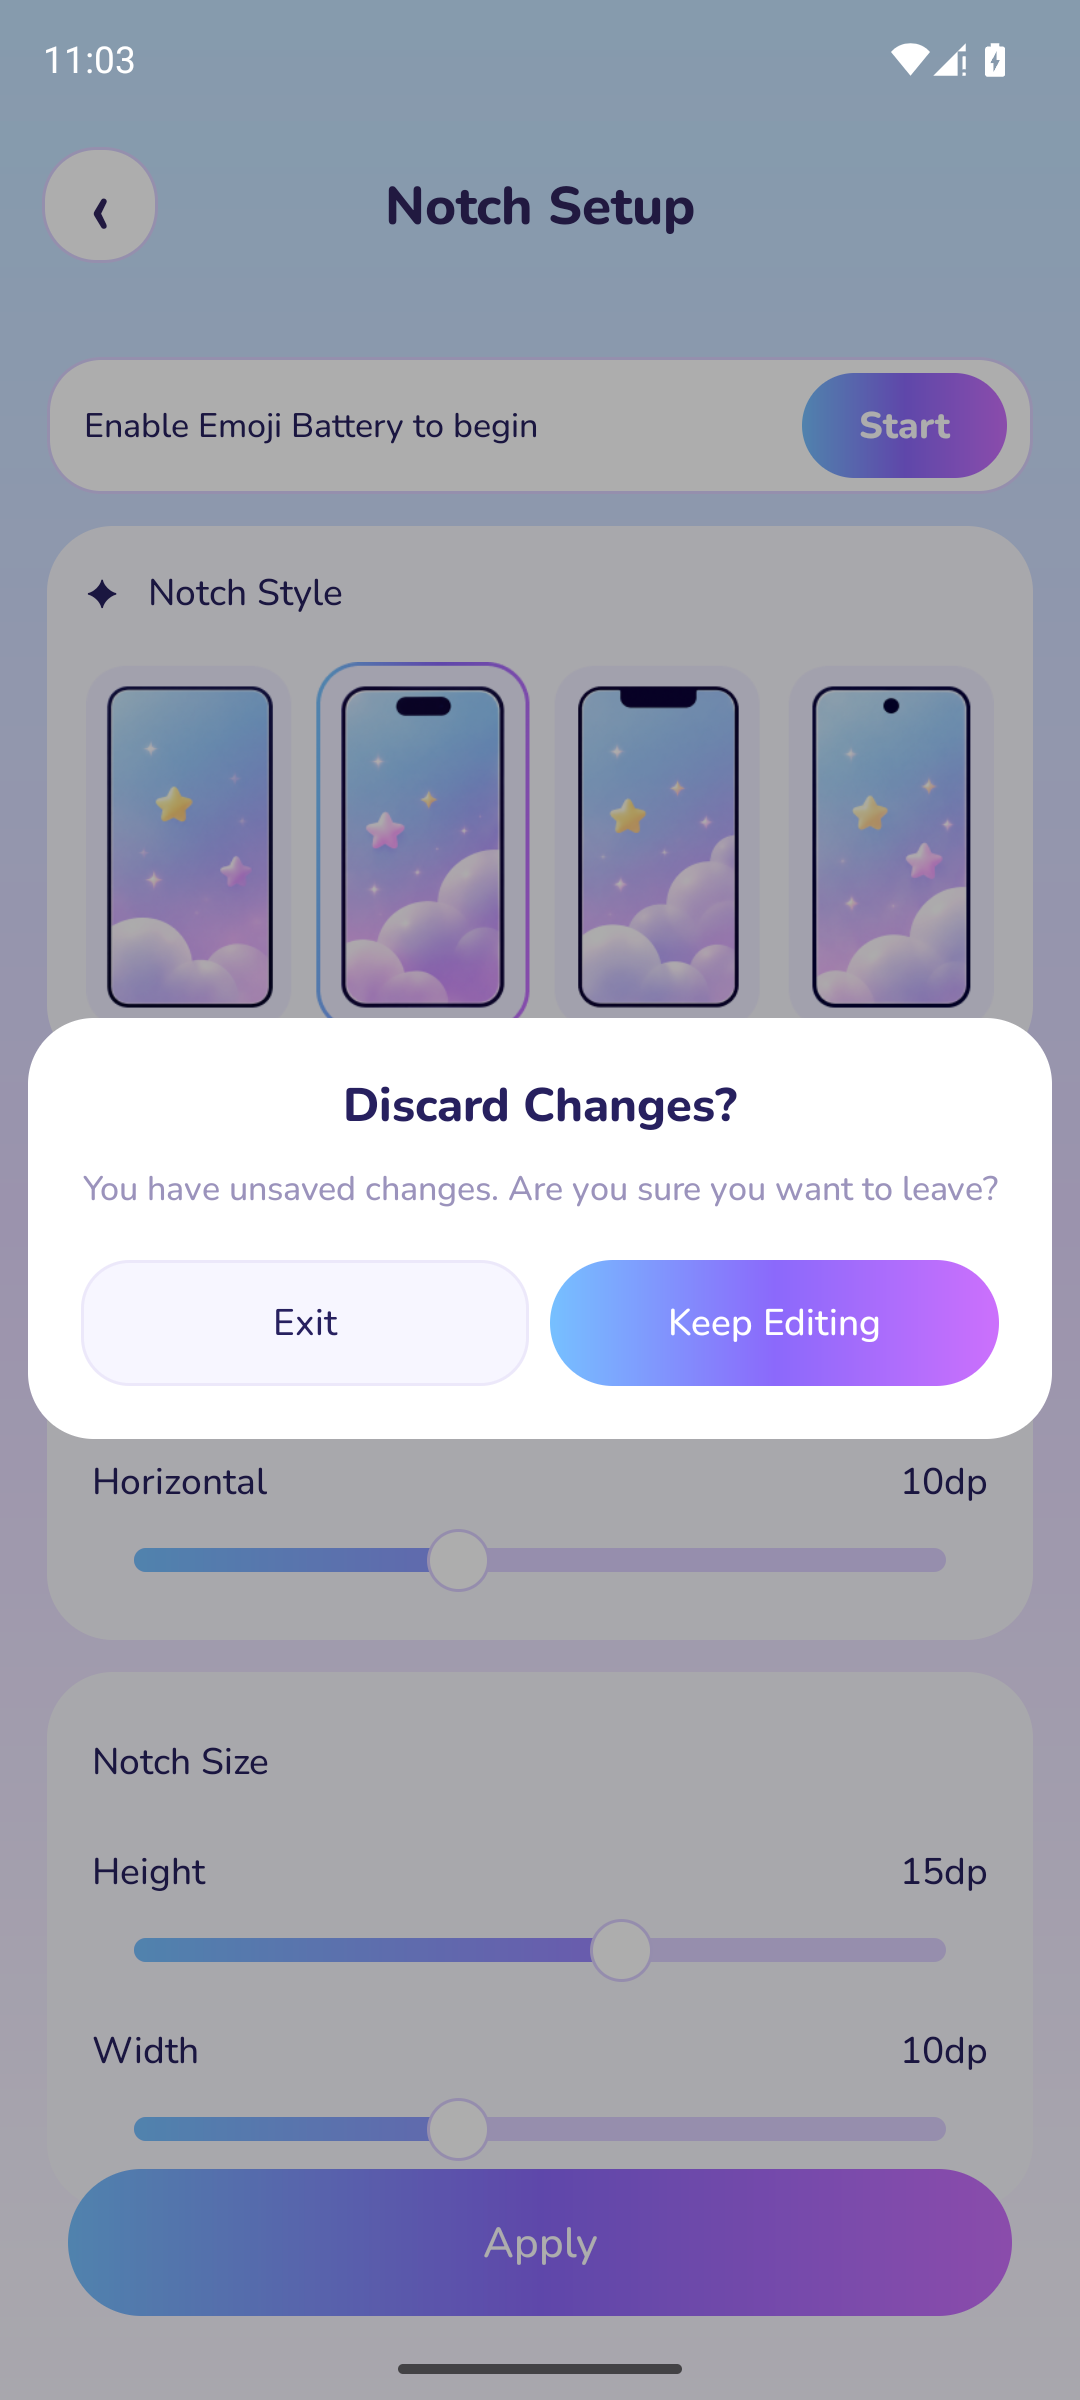 11:03
Notch Setup
Enable Emoji Battery to begin
Start
Notch Style
Discard Changes?
You have unsaved changes. Are you sure you want to leave?
Exit
Keep Editing
Horizontal
10dp
Notch Size
Height
15dp
Width
10dp
Apply